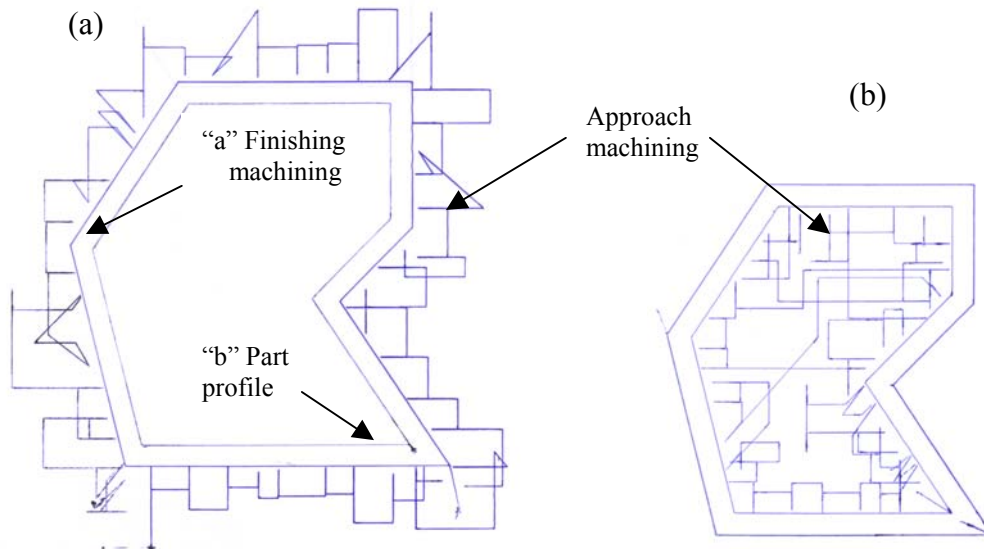 (a)
“a” Finishing
machining
Approach
machining
(b)
“b” Part
profile